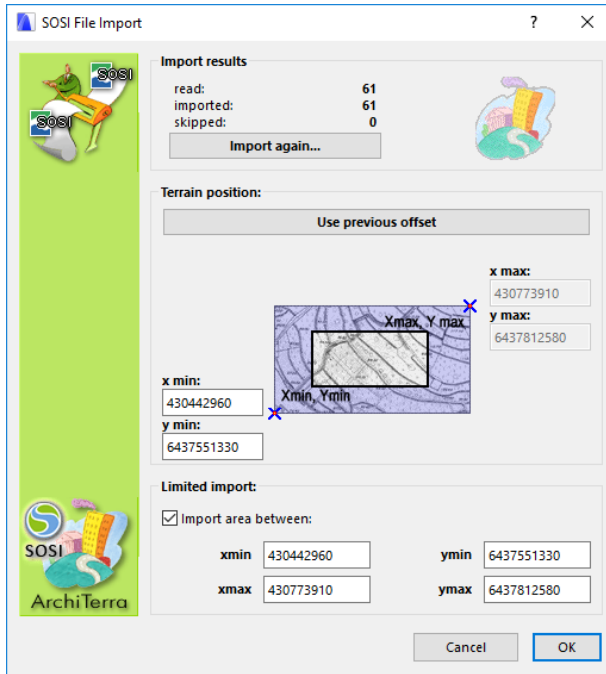 SOSI File Import
?
SOSI
SOSI
Import results
read: 61
imported: 61
skipped: 0
Import again...
Terrain position:
Use previous offset
x max:
430773910
y max:
6437812580
Xmax, Y max
Xmin, Ymin
x min:
430442960
y min:
6437551330
Limited import:
Import area between:
xmin 430442960 ymin 6437551330
xmax 430773910 ymax 6437812580
SOSI
ArchiTerra
Cancel OK